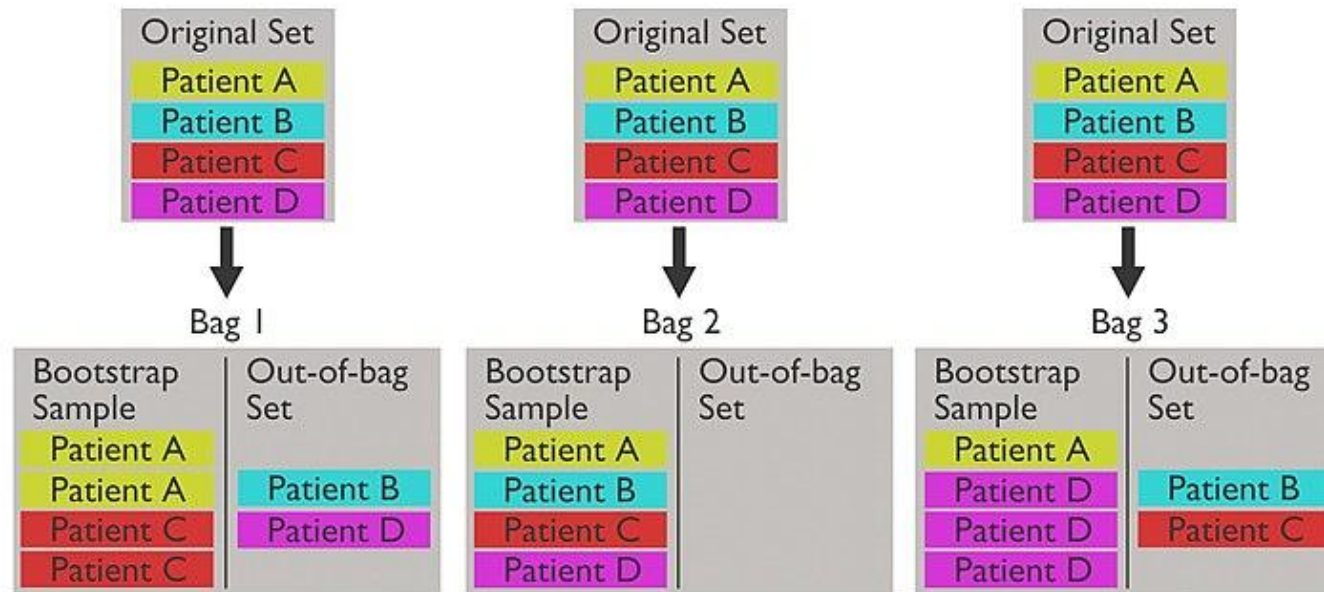 Original Set
Patient A
Patient B
Patient C
Patient D
Bag 1
Bootstrap
Sample
Patient A
Patient A
Patient C
Patient C
Out-of-bag
Set
Patient B
Patient D
Original Set
Patient A
Patient B
Patient C
Patient D
Bag 2
Bootstrap
Sample
Patient A
Patient B
Patient C
Patient D
Out-of-bag
Set
Original Set
Patient A
Patient B
Patient C
Patient D
Bag 3
Bootstrap
Sample
Patient A
Patient D
Patient D
Patient D
Out-of-bag
Set
Patient B
Patient C